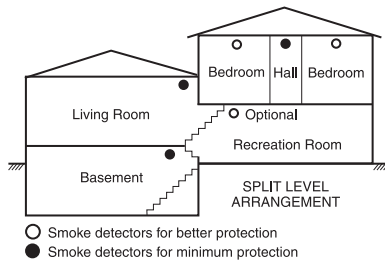 Bedroom Hall Bedroom
Living Room
Optional
Recreation Room
Basement
SPLIT LEVEL
ARRANGEMENT
Smoke detectors for better protection
Smoke detectors for minimum protection